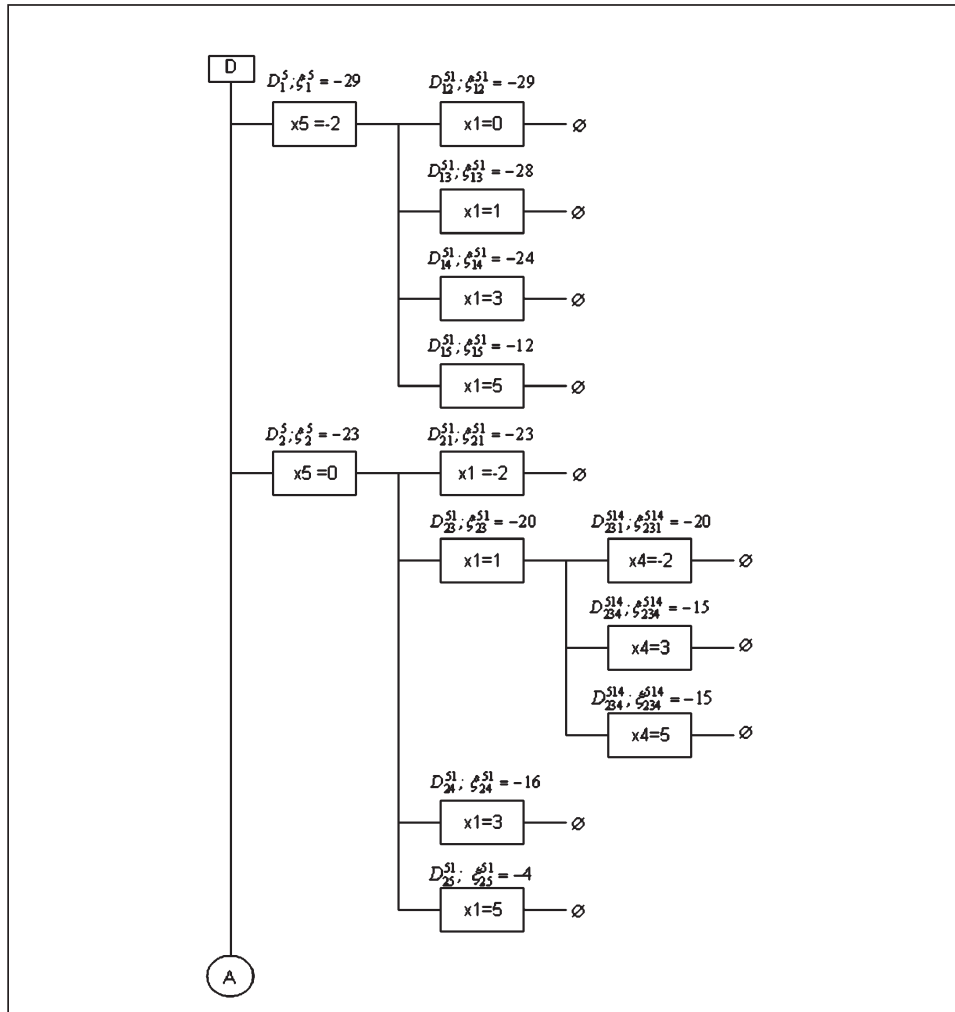 D
D₁⁵; ξ₁⁵ = -29
x5 =-2
D₁₂⁵¹; ξ₁₂⁵¹ = -29
x1=0
Ø
D₁₃⁵¹; ξ₁₃⁵¹ = -28
x1=1
Ø
D₁₄⁵¹; ξ₁₄⁵¹ = -24
x1=3
Ø
D₁₅⁵¹; ξ₁₅⁵¹ = -12
x1=5
Ø
D₂⁵; ξ₂⁵ = -23
x5 =0
D₂₁⁵¹; ξ₂₁⁵¹ = -23
x1 =-2
Ø
D₂₃⁵¹; ξ₂₃⁵¹ = -20
x1=1
D₂₃₁⁵¹⁴; ξ₂₃₁⁵¹⁴ = -20
x4=-2
Ø
D₂₃₄⁵¹⁴; ξ₂₃₄⁵¹⁴ = -15
x4=3
Ø
D₂₃₄⁵¹⁴; ξ₂₃₄⁵¹⁴ = -15
x4=5
Ø
D₂₄⁵¹; ξ₂₄⁵¹ = -16
x1=3
Ø
D₂₅⁵¹; ξ₂₅⁵¹ = -4
x1=5
Ø
A